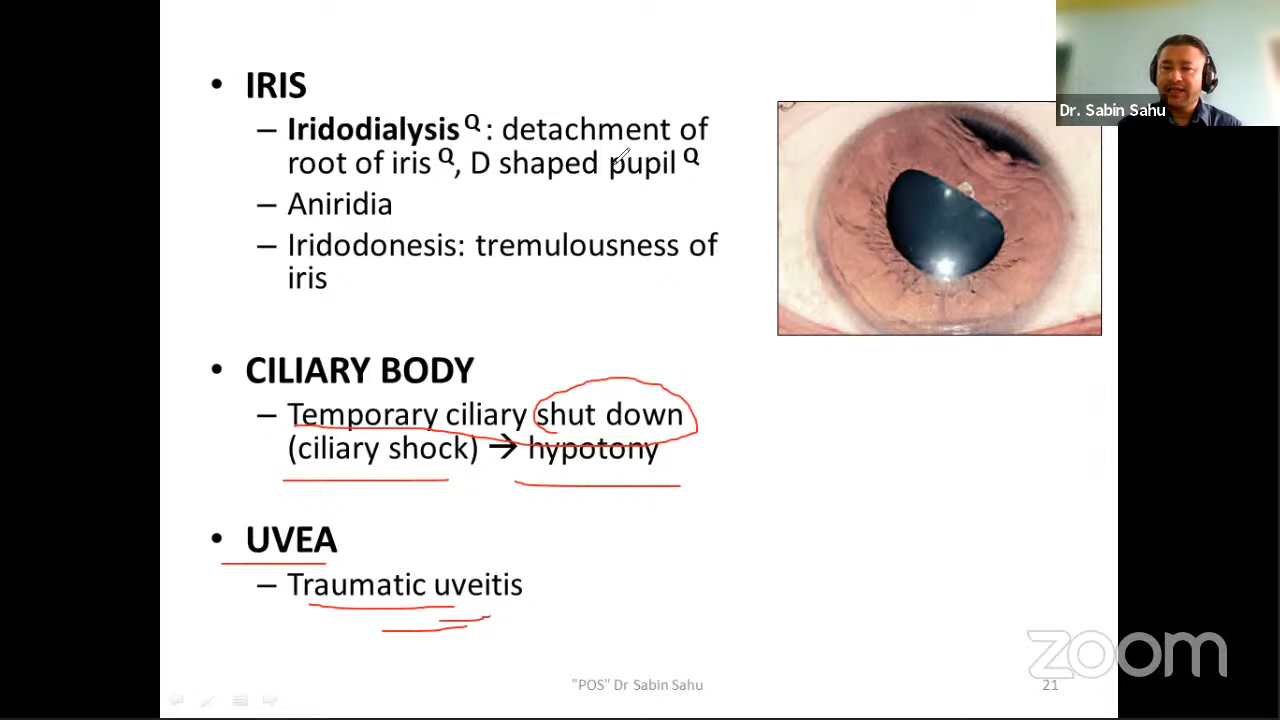 • IRIS
– Iridodialysis Q : detachment of
root of iris Q, D shaped pupil Q
– Aniridia
– Iridodonesis: tremulousness of
iris
• CILIARY BODY
– Temporary ciliary shut down
(ciliary shock) → hypotony
• UVEA
– Traumatic uveitis
Dr. Sabin Sahu
zoom
"POS" Dr Sabin Sahu
21